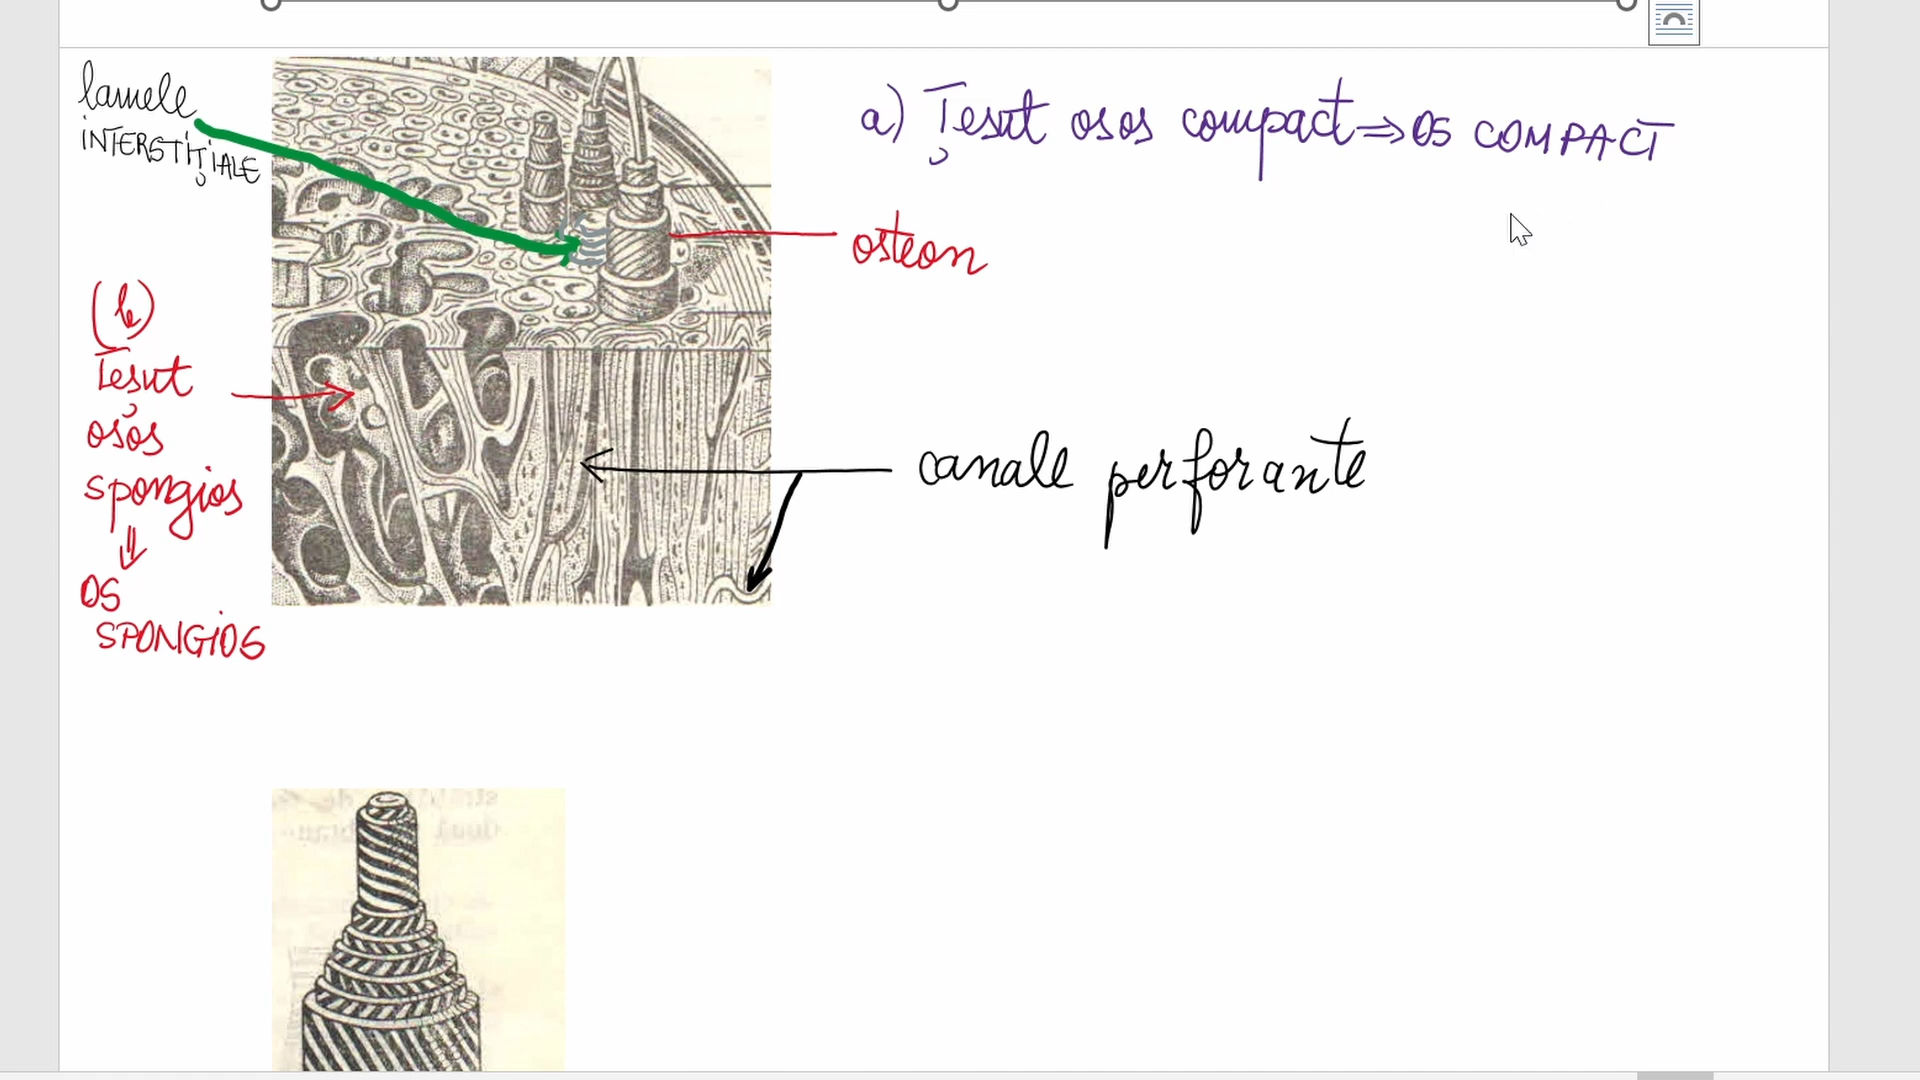 lamele
INTERSTIȚIALE
a) Țesut osos compact ⇒ OS COMPACT
osteon
(b)
Țesut
osos
spongios
⇓
OS
SPONGIOS
canale perforante